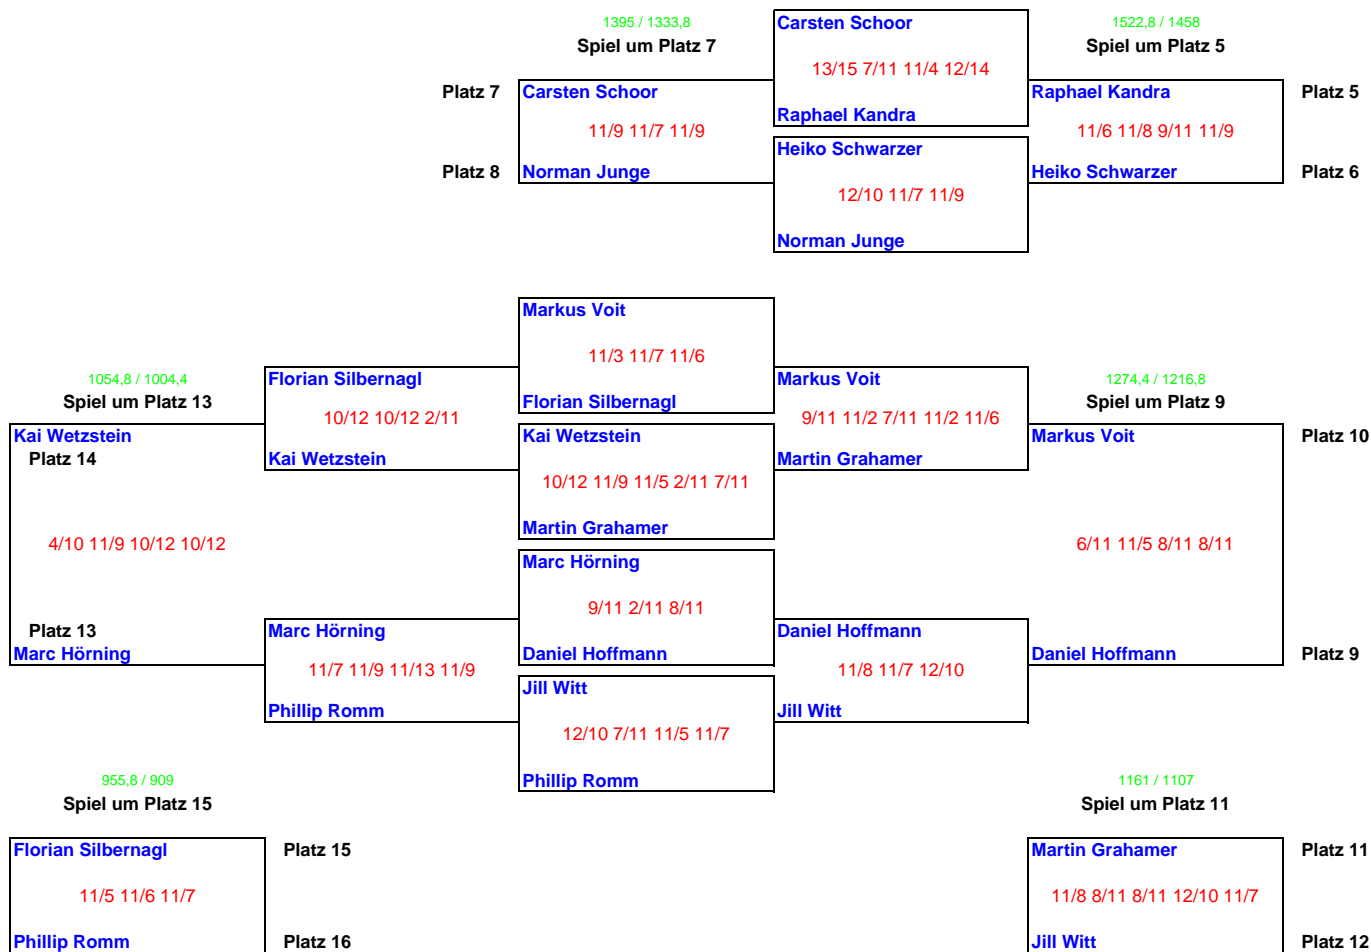 1395 / 1333,8
Spiel um Platz 7
Carsten Schoor
13/15 7/11 11/4 12/14
Raphael Kandra
1522,8 / 1458
Spiel um Platz 5
Platz 7
Carsten Schoor
11/9 11/7 11/9
Platz 8
Norman Junge
Heiko Schwarzer
12/10 11/7 11/9
Norman Junge
Raphael Kandra
Platz 5
11/6 11/8 9/11 11/9
Heiko Schwarzer
Platz 6
Markus Voit
11/3 11/7 11/6
Florian Silbernagl
1054,8 / 1004,4
Spiel um Platz 13
Florian Silbernagl
10/12 10/12 2/11
Kai Wetzstein
Markus Voit
9/11 11/2 7/11 11/2 11/6
Martin Grahamer
1274,4 / 1216,8
Spiel um Platz 9
Kai Wetzstein
Platz 14
4/10 11/9 10/12 10/12
Platz 13
Marc Hörning
Kai Wetzstein
10/12 11/9 11/5 2/11 7/11
Martin Grahamer
Markus Voit
Platz 10
6/11 11/5 8/11 8/11
Daniel Hoffmann
Platz 9
Marc Hörning
9/11 2/11 8/11
Daniel Hoffmann
Marc Hörning
11/7 11/9 11/13 11/9
Phillip Romm
Daniel Hoffmann
11/8 11/7 12/10
Jill Witt
Jill Witt
12/10 7/11 11/5 11/7
Phillip Romm
955,8 / 909
Spiel um Platz 15
1161 / 1107
Spiel um Platz 11
Florian Silbernagl
Platz 15
11/5 11/6 11/7
Phillip Romm
Platz 16
Martin Grahamer
Platz 11
11/8 8/11 8/11 12/10 11/7
Jill Witt
Platz 12